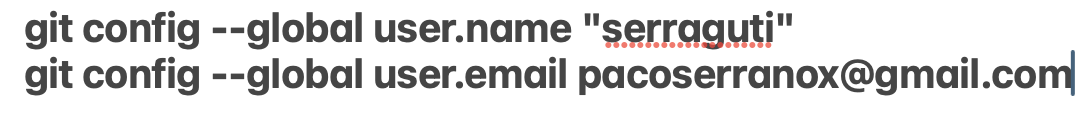 git config --global user.name "serraguti"
git config --global user.email pacoserranox@gmail.com